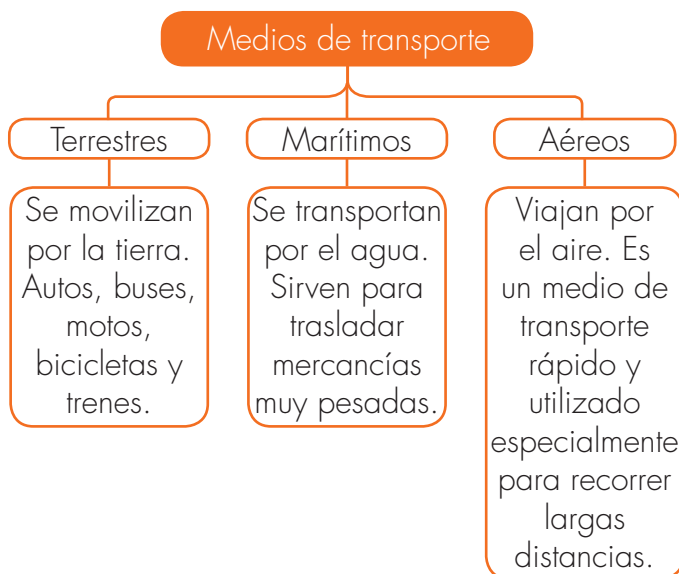 Medios de transporte
Terrestres
Se movilizan
por la tierra.
Autos, buses,
motos,
bicicletas y
trenes.
Marítimos
Se transportan
por el agua.
Sirven para
trasladar
mercancías
muy pesadas.
Aéreos
Viajan por
el aire. Es
un medio de
transporte
rápido y
utilizado
especialmente
para recorrer
largas
distancias.